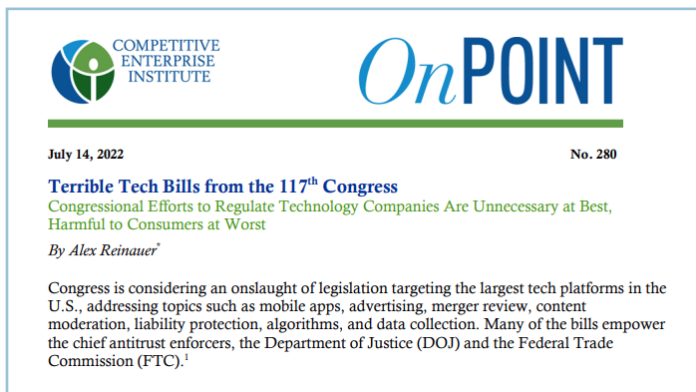 COMPETITIVE
ENTERPRISE
INSTITUTE
OnPOINT
July 14, 2022 No. 280
Terrible Tech Bills from the 117th Congress
Congressional Efforts to Regulate Technology Companies Are Unnecessary at Best,
Harmful to Consumers at Worst
By Alex Reinauer*
Congress is considering an onslaught of legislation targeting the largest tech platforms in the
U.S., addressing topics such as mobile apps, advertising, merger review, content
moderation, liability protection, algorithms, and data collection. Many of the bills empower
the chief antitrust enforcers, the Department of Justice (DOJ) and the Federal Trade
Commission (FTC).1